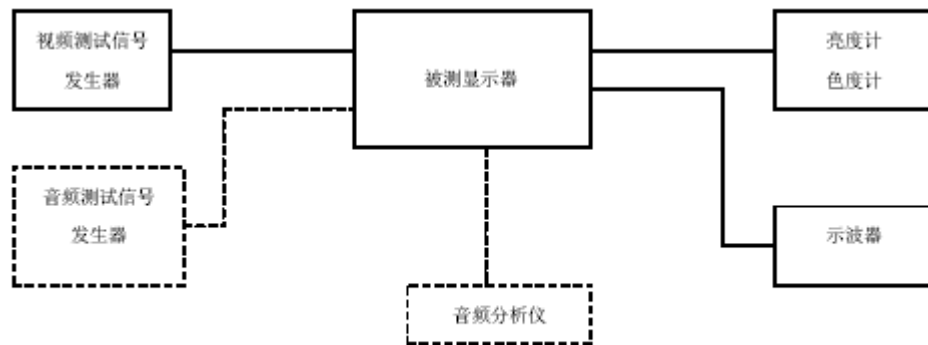 视频测试信号
发生器
被测显示器
亮度计
色度计
音频测试信号
发生器
示波器
音频分析仪